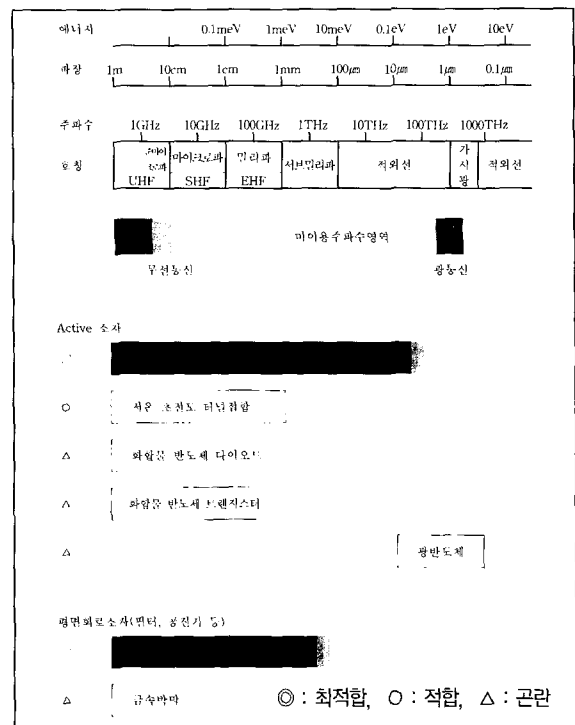 에너지 0.1meV 1meV 10meV 0.1eV 1eV 10eV
파장 1m 10cm 1cm 1mm 100μm 10μm 1μm 0.1μm
주파수 1GHz 10GHz 100GHz 1THz 10THz 100THz 1000THz
호칭 UHF 마이크로파 SHF 밀리파 EHF 서브밀리파 적외선 가시광 적외선
미이용주파수영역
무선통신 광통신
Active 소자
○ 저온 초전도 터널접합
△ 화합물 반도체 다이오드
△ 화합물 반도체 트랜지스터
△ 광반도체
평면회로소자(필터, 공진기 등)
△ 금속박막
◎ : 최적합, ○ : 적합, △ : 곤란